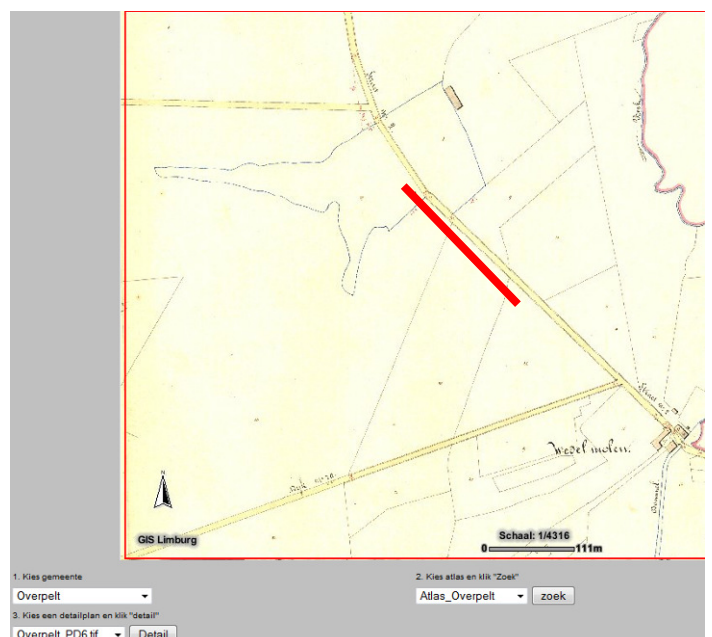 Wedel molen.
N
GIS Limburg
Schaal: 1/4316
0 111m
1. Kies gemeente
2. Kies atlas en klik "Zoek"
Overpelt
Atlas_Overpelt
zoek
3. Kies een detailplan en klik "detail"
Overpelt_PD6.tif
Detail